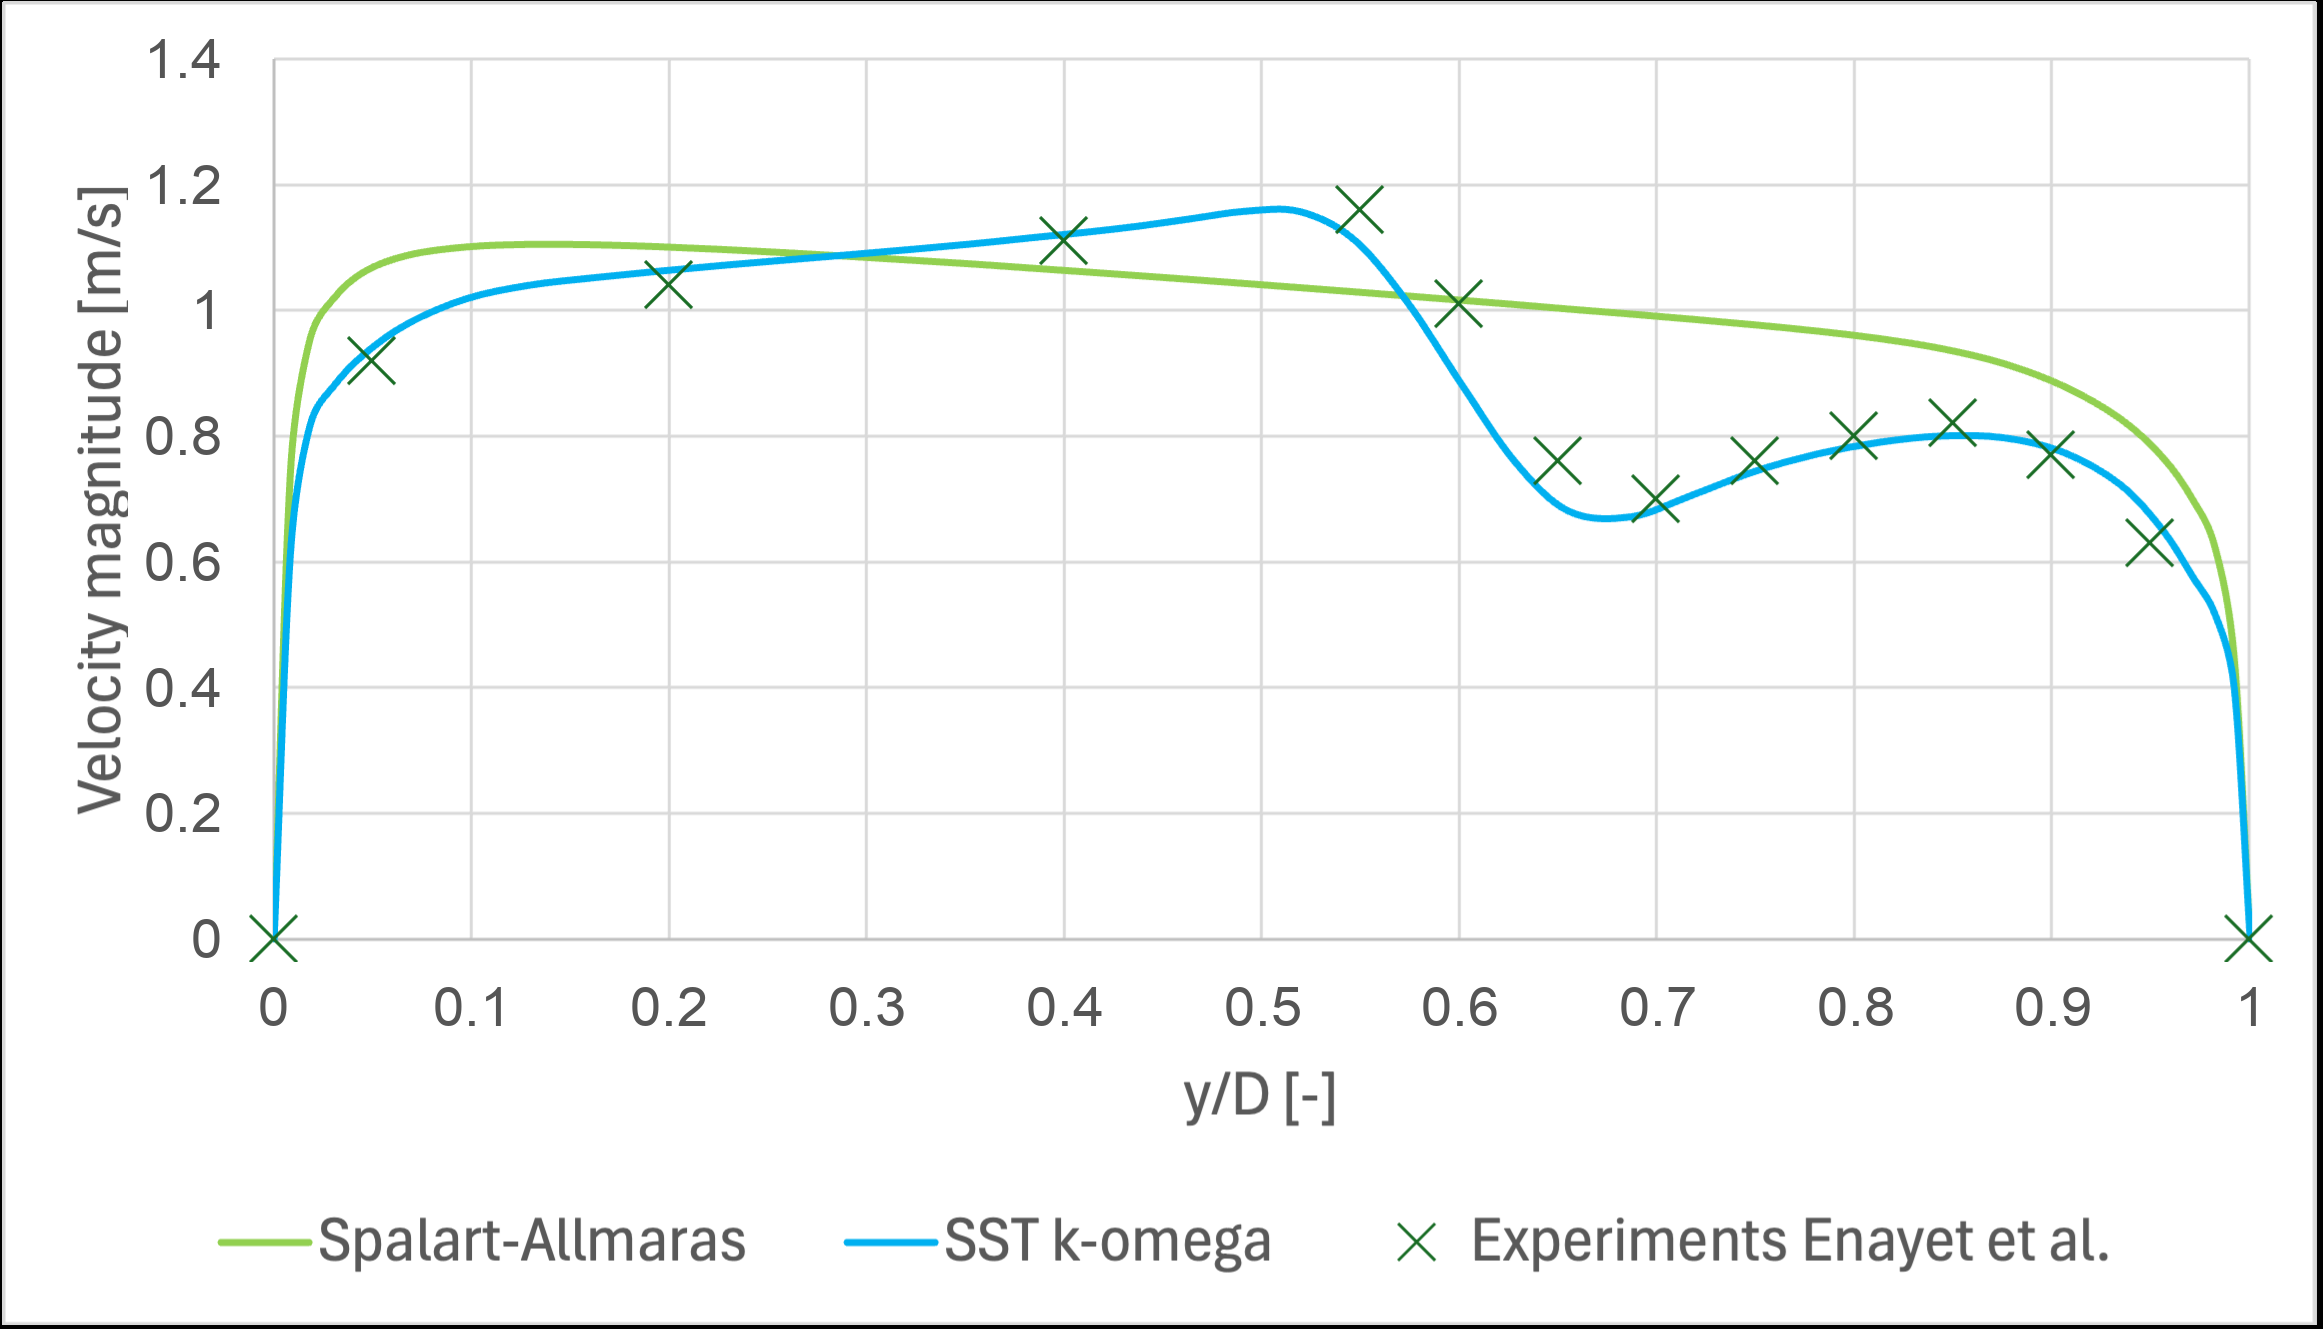 1.4
1.2
1
0.8
0.6
0.4
0.2
0
Velocity magnitude [m/s]
0 0.1 0.2 0.3 0.4 0.5 0.6 0.7 0.8 0.9 1
y/D [-]
Spalart-Allmaras SST k-omega Experiments Enayet et al.